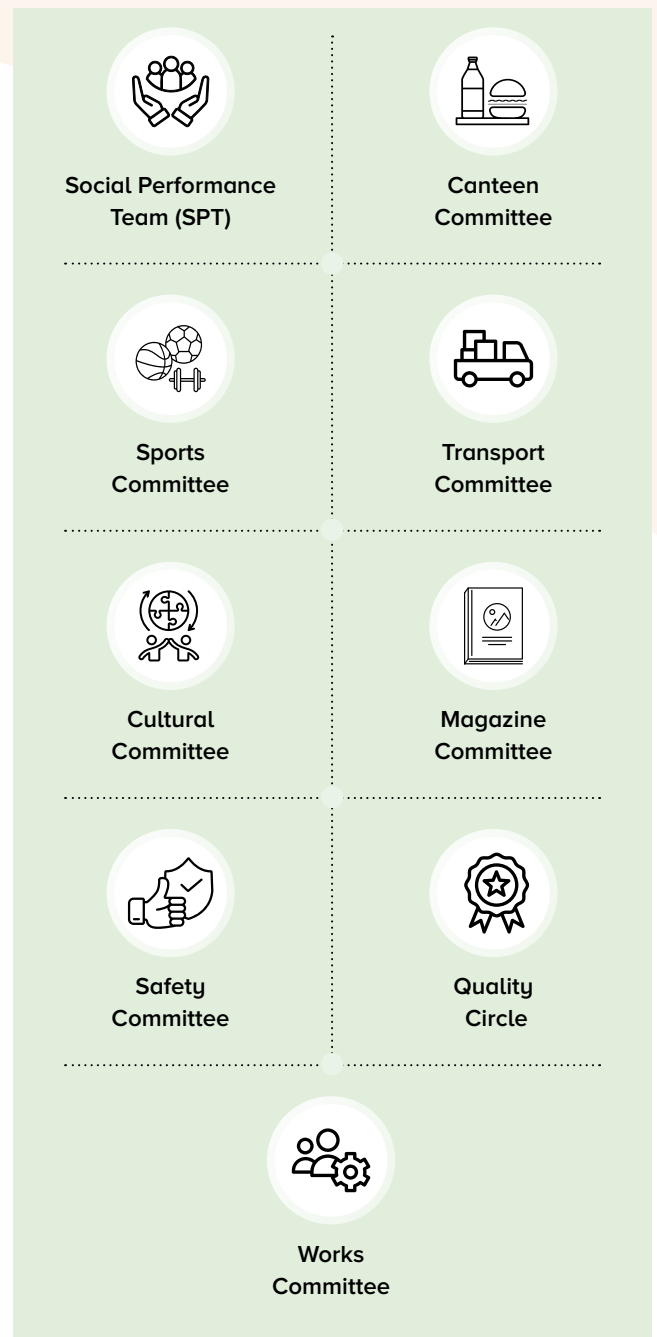 Social Performance
Team (SPT)
Canteen
Committee
Sports
Committee
Transport
Committee
Cultural
Committee
Magazine
Committee
Safety
Committee
Quality
Circle
Works
Committee